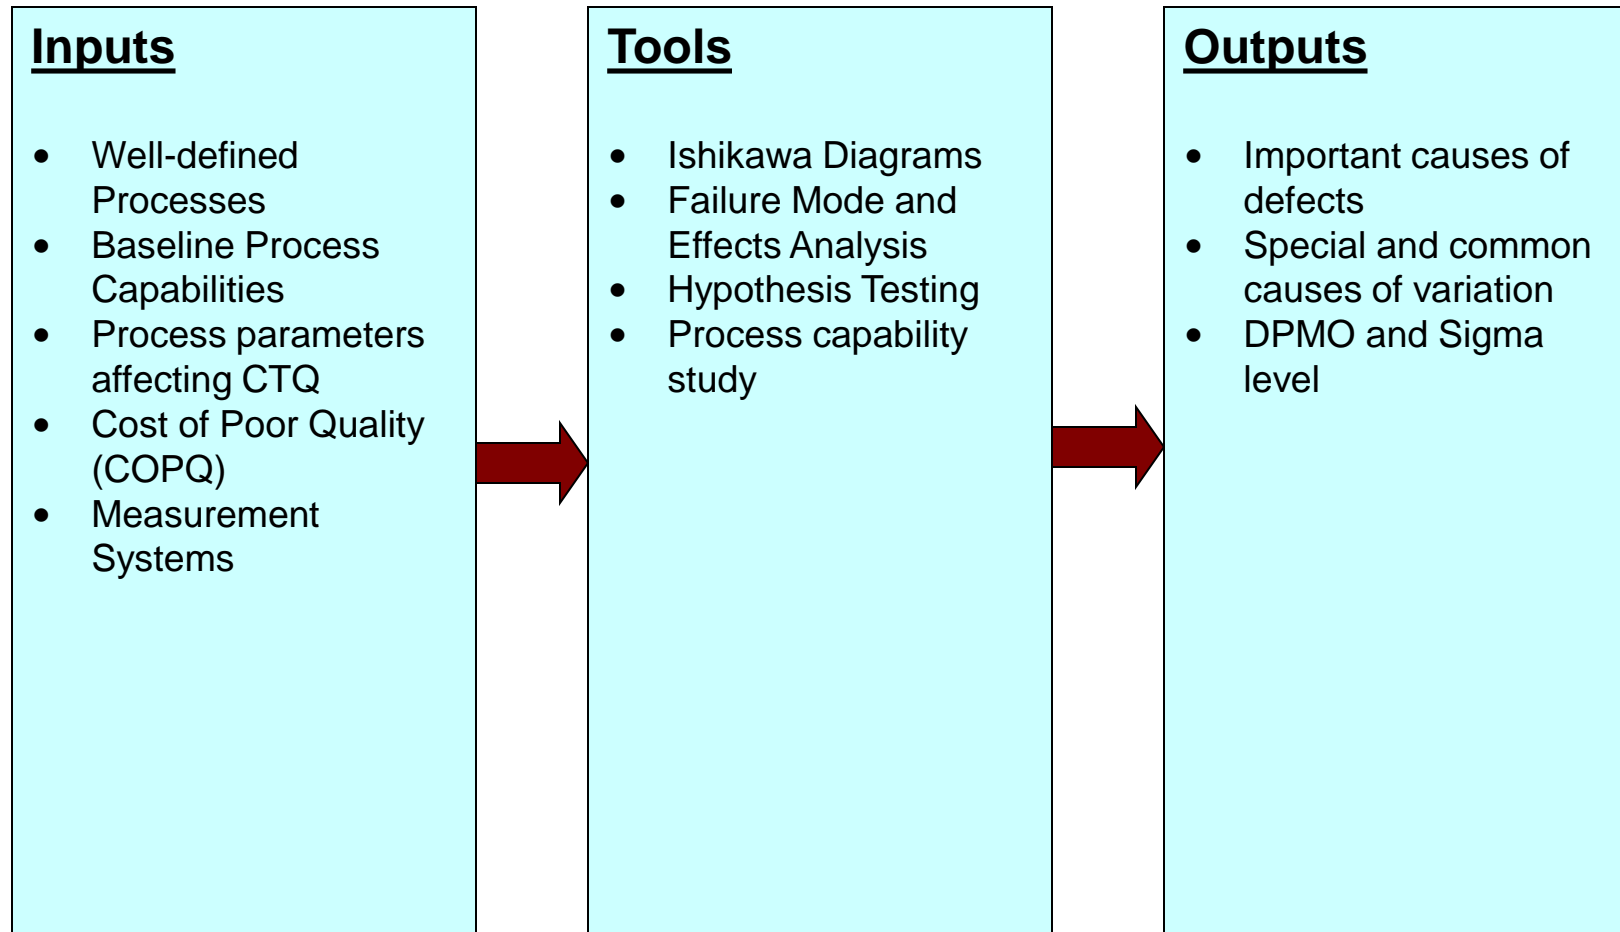 Inputs
• Well-defined
Processes
• Baseline Process
Capabilities
• Process parameters
affecting CTQ
• Cost of Poor Quality
(COPQ)
• Measurement
Systems
Tools
• Ishikawa Diagrams
• Failure Mode and
Effects Analysis
• Hypothesis Testing
• Process capability
study
Outputs
• Important causes of
defects
• Special and common
causes of variation
• DPMO and Sigma
level